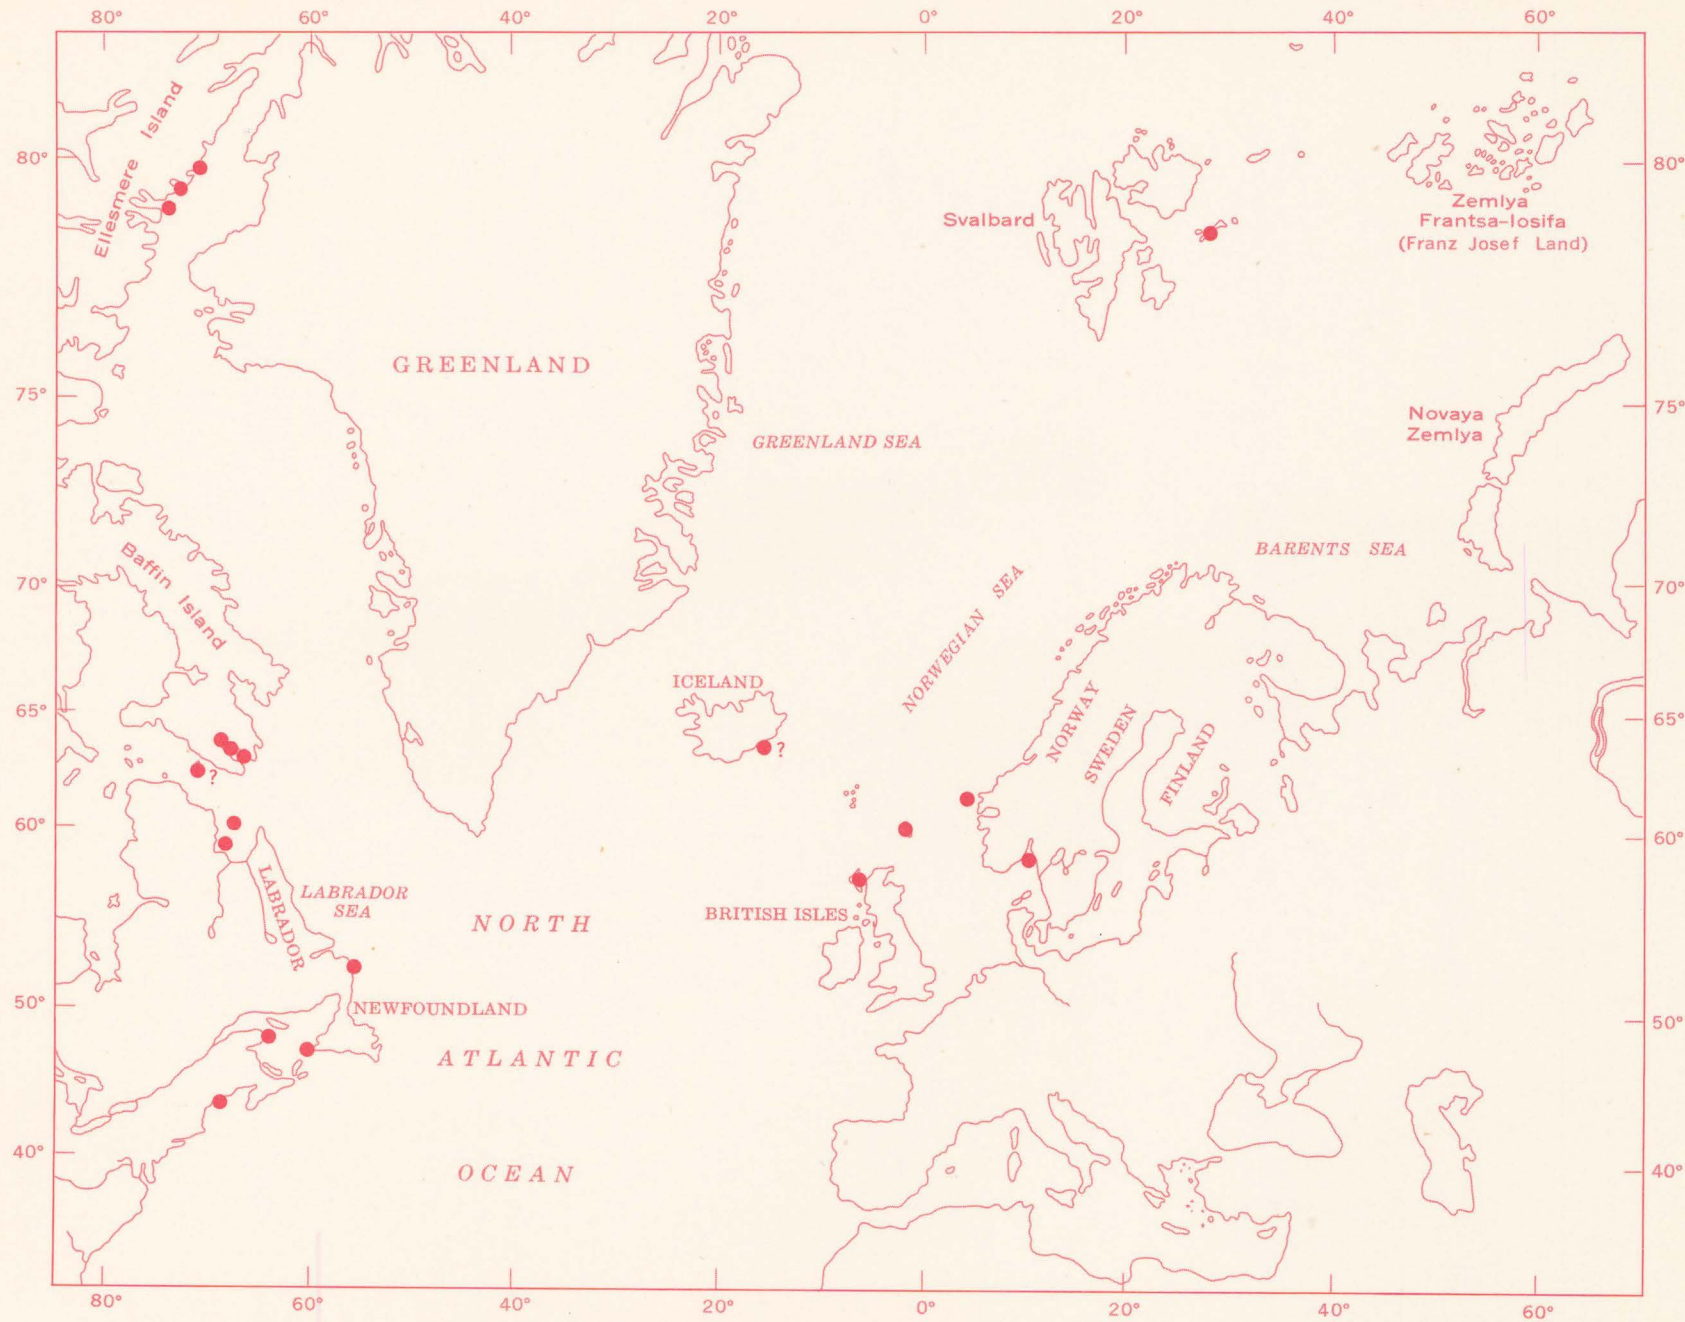 80° 60° 40° 20° 0° 20° 40° 60°
Ellesmere Island
80° 80°
Zemlya
Svalbard
Frantsa-Iosifa
(Franz Josef Land)
GREENLAND
75° 75°
Novaya
Zemlya
GREENLAND SEA
BARENTS SEA
Baffin Island
70° 70°
NORWEGIAN SEA
ICELAND
65° 65°
NORWAY
SWEDEN
FINLAND
?
?
60° 60°
LABRADOR
LABRADOR
SEA
NORTH
BRITISH ISLES
50° 50°
NEWFOUNDLAND
ATLANTIC
40° 40°
OCEAN
80° 60° 40° 20° 0° 20° 40° 60°